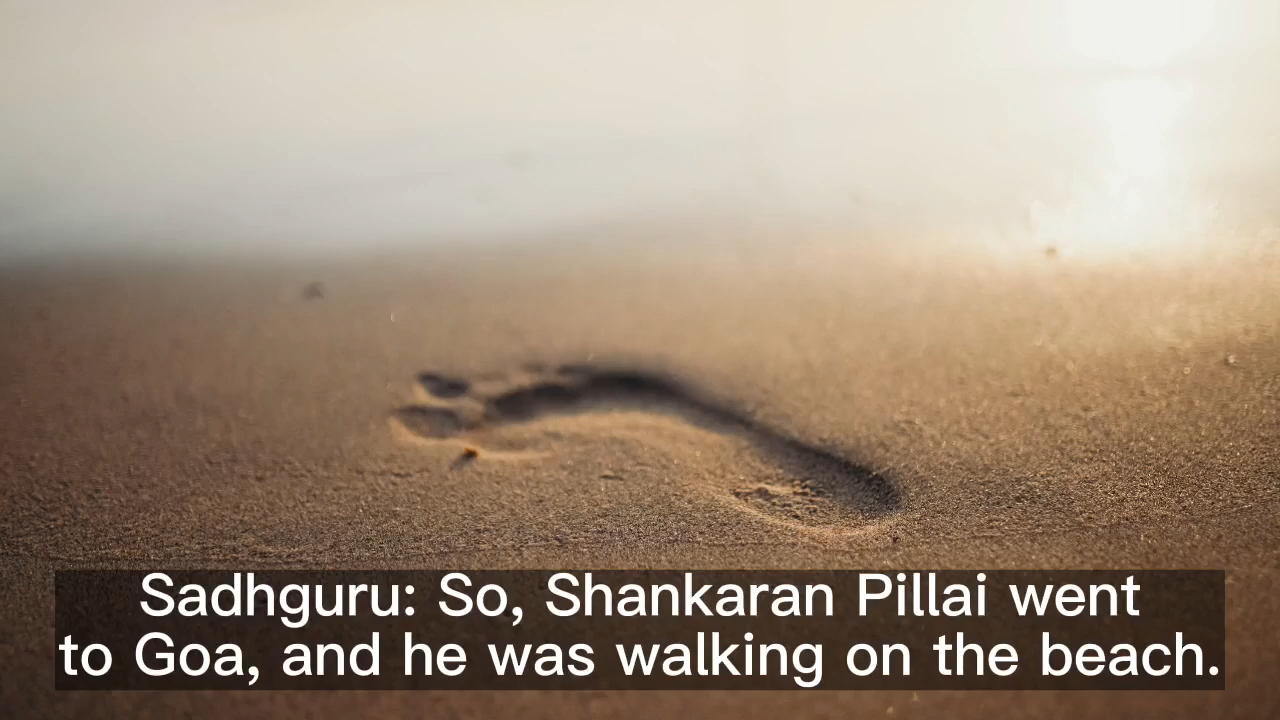 Sadhguru: So, Shankaran Pillai went
to Goa, and he was walking on the beach.